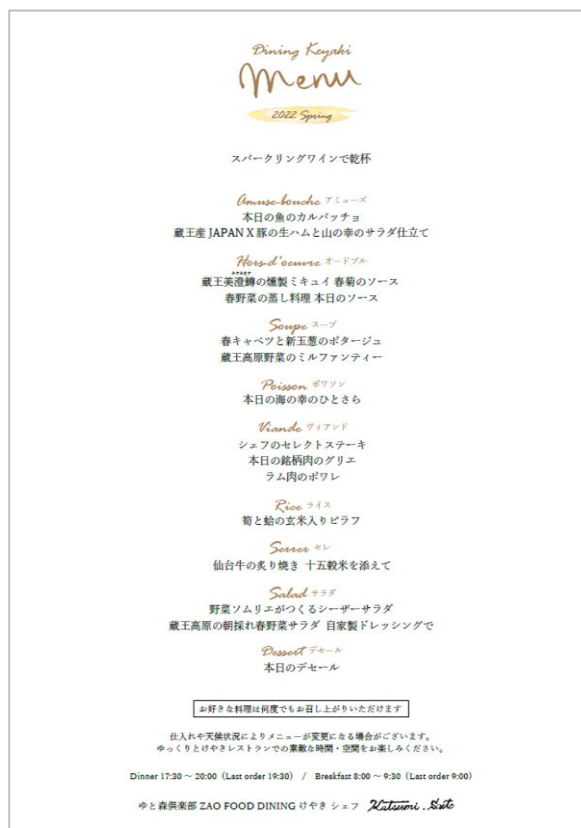 Dining Keyaki
Menu
2022 Spring
スパークリングワインで乾杯
Amuse-bouche アミューズ
本日の魚のカルパッチョ
蔵王産 JAPAN X 豚の生ハムと山の幸のサラダ仕立て
Hors-d'oeuvre オードブル
蔵王美澄鱒の燻製ミキュイ 春菊のソース
春野菜の蒸し料理 本日のソース
Soupe スープ
春キャベツと新玉葱のポタージュ
蔵王高原野菜のミルファンティー
Poisson ポワソン
本日の海の幸のひとさら
Viande ヴィアンド
シェフのセレクトステーキ
本日の銘柄肉のグリエ
ラム肉のポワレ
Rice ライス
筍と蛤の玄米入りピラフ
セレ
仙台牛の炙り焼き 十五穀米を添えて
Salad サラダ
野菜ソムリエがつくるシーザーサラダ
蔵王高原の朝採れ春野菜サラダ 自家製ドレッシングで
Dessert デセール
本日のデセール
お好きな料理は何度でもお召し上がりいただけます
仕入れや天候状況によりメニューが変更になる場合がございます。
ゆっくりとけやきレストランでの素敵な時間・空間をお楽しみください。
Dinner 17:30 ～ 20:00（Last order 19:30） / Breakfast 8:00 ～ 9:30（Last order 9:00）
ゆと森倶楽部 ZAO FOOD DINING けやき シェフ